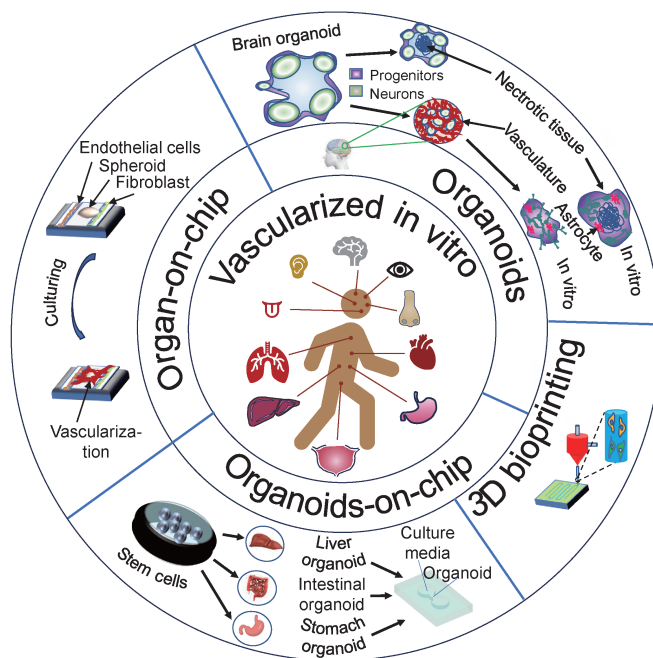 Vascularized in vitro
Organoids
Brain organoid
Progenitors
Neurons
Necrotic tissue
Vasculature
Astrocyte
In vitro
In vitro
3D bioprinting
Organoids-on-chip
Stem cells
Liver
organoid
Intestinal
organoid
Stomach
organoid
Culture
media
Organoid
Organ-on-chip
Endothelial cells
Spheroid
Fibroblast
Culturing
Vasculariza-
tion